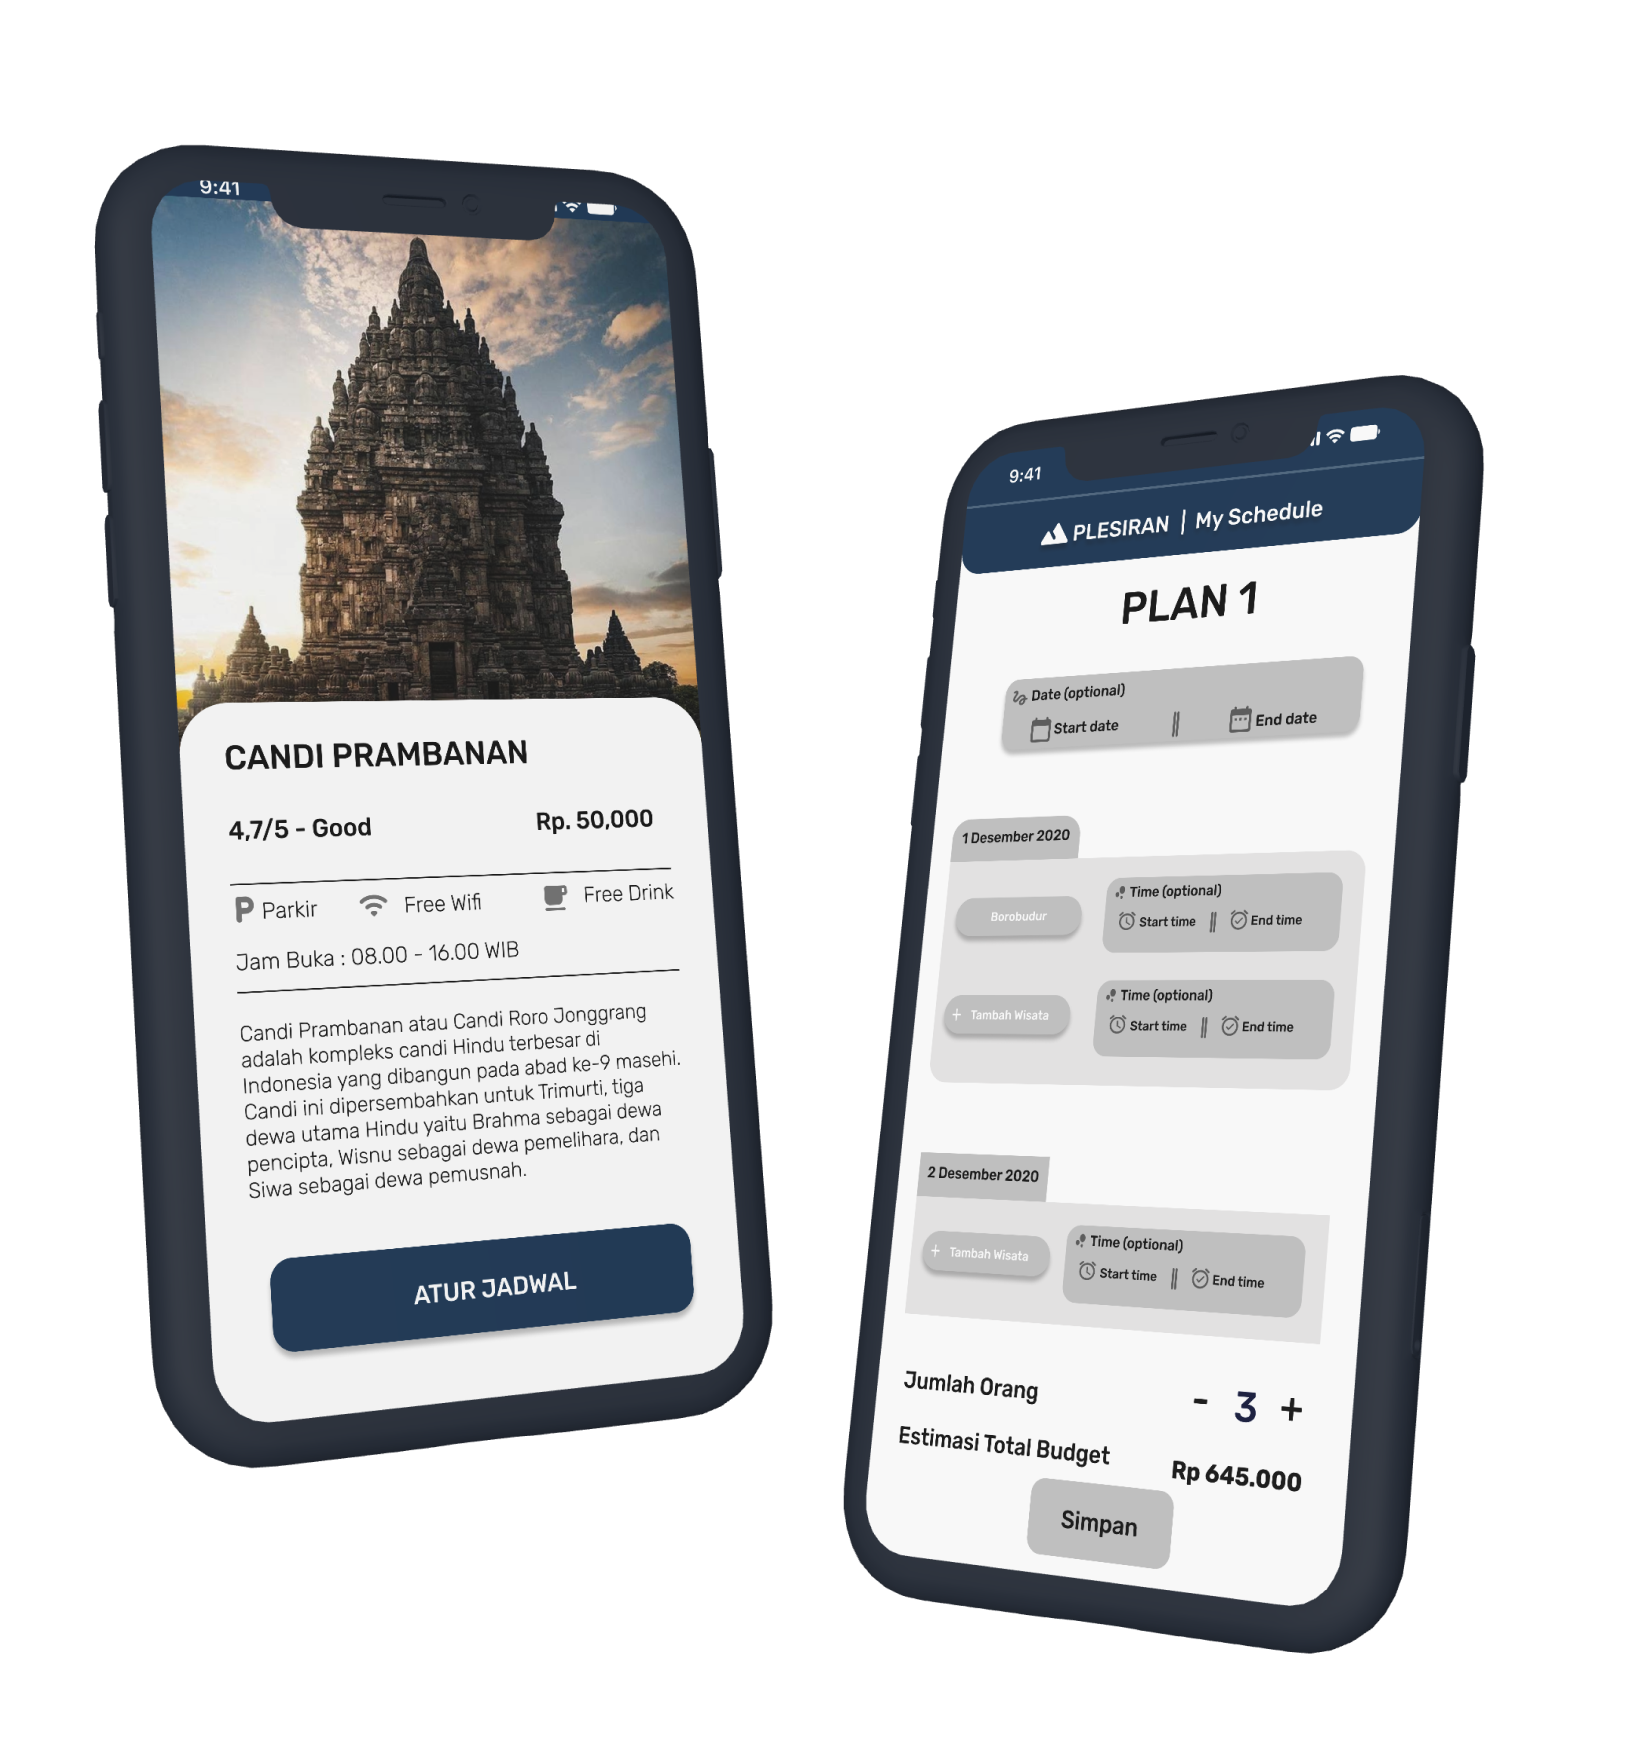 9:41
CANDI PRAMBANAN
4,7/5 - Good
Rp. 50,000
P Parkir
Free Wifi
Free Drink
Jam Buka : 08.00 - 16.00 WIB
Candi Prambanan atau Candi Roro Jonggrang
adalah kompleks candi Hindu terbesar di
Indonesia yang dibangun pada abad ke-9 masehi.
Candi ini dipersembahkan untuk Trimurti, tiga
dewa utama Hindu yaitu Brahma sebagai dewa
pencipta, Wisnu sebagai dewa pemelihara, dan
Siwa sebagai dewa pemusnah.
ATUR JADWAL
9:41
PLESIRAN | My Schedule
PLAN 1
Date (optional)
Start date
End date
1 Desember 2020
Borobudur
Time (optional)
Start time
End time
+ Tambah Wisata
Time (optional)
Start time
End time
2 Desember 2020
+ Tambah Wisata
Time (optional)
Start time
End time
Jumlah Orang
- 3 +
Estimasi Total Budget
Rp 645.000
Simpan